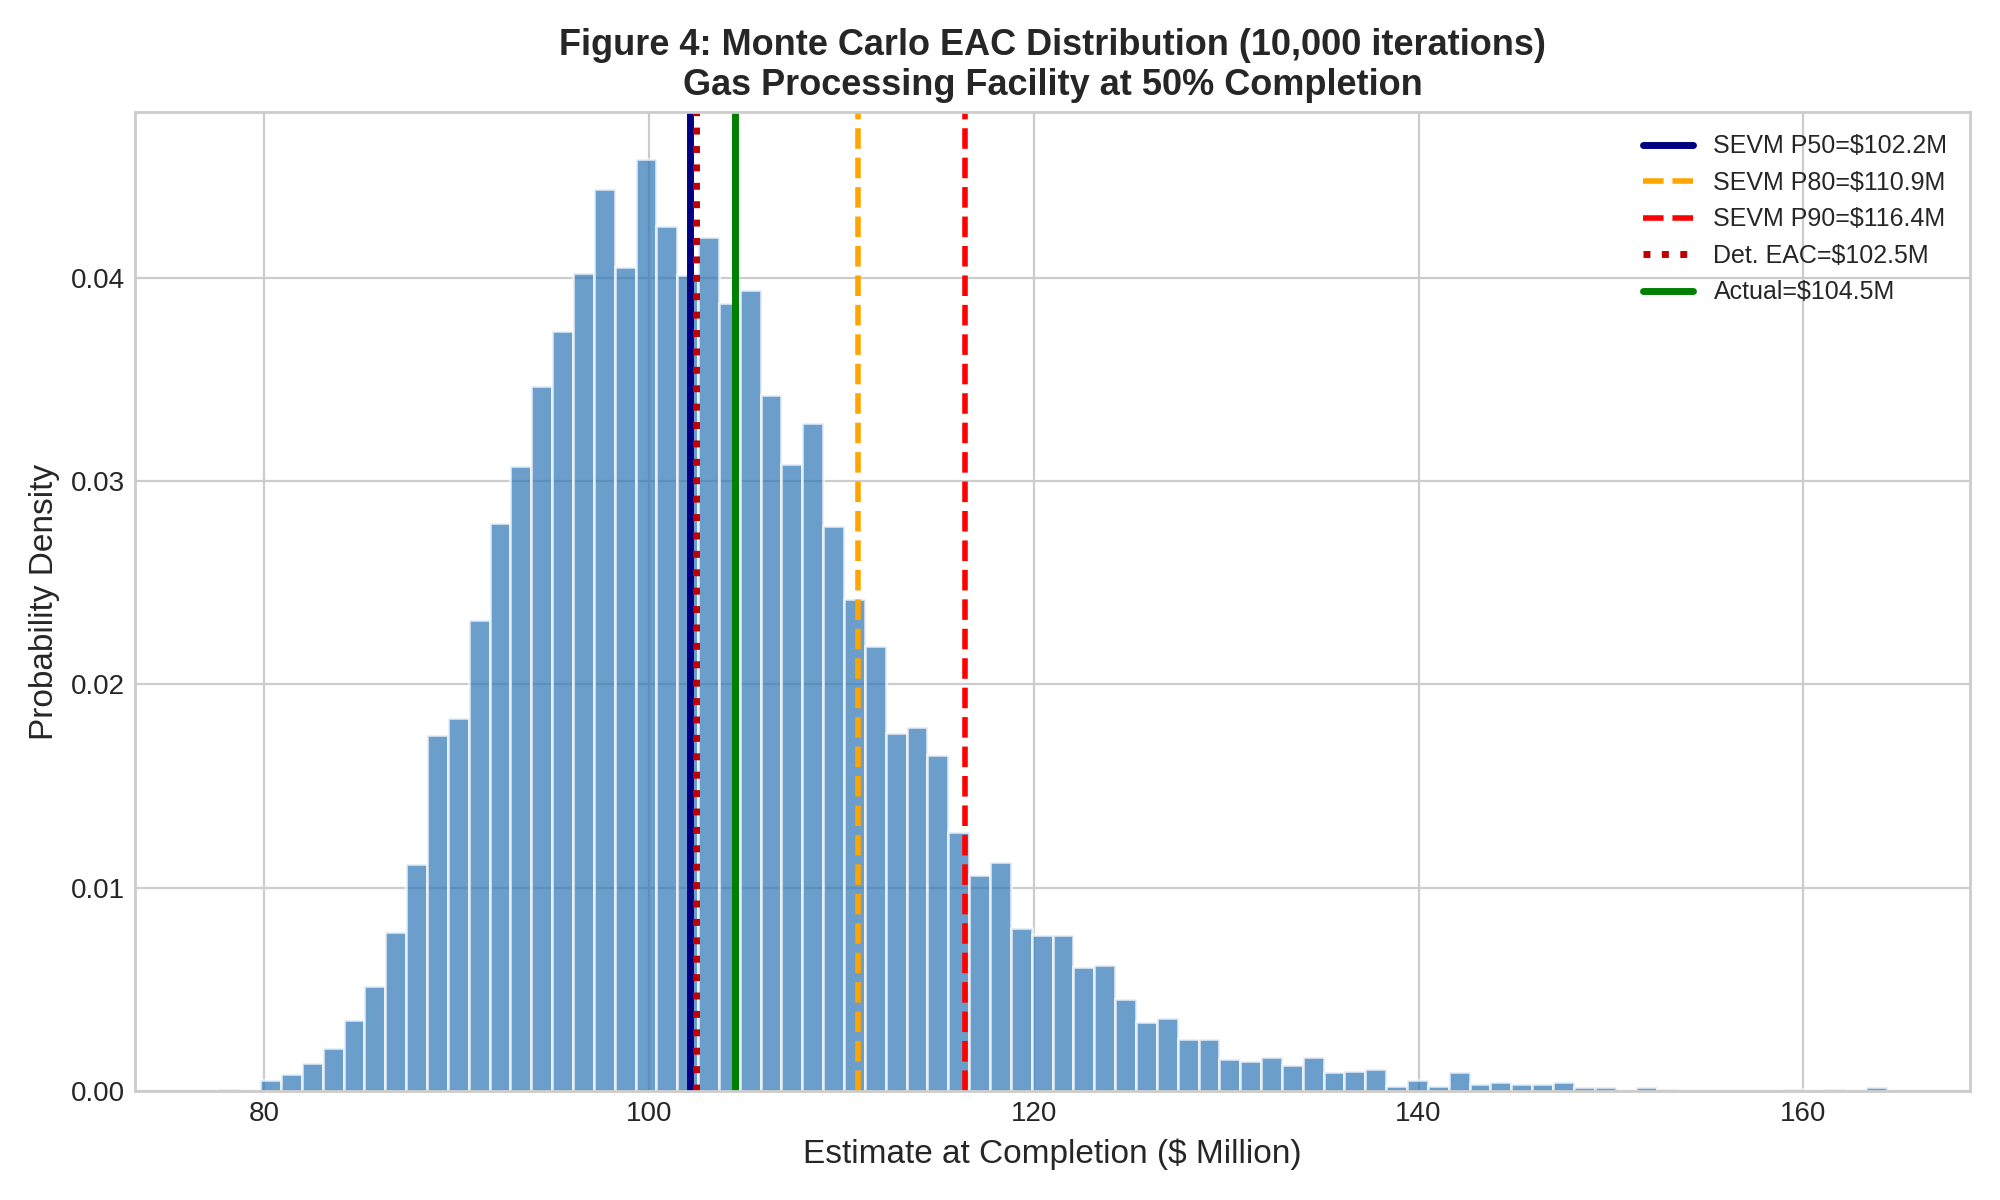 Figure 4: Monte Carlo EAC Distribution (10,000 iterations)
Gas Processing Facility at 50% Completion
SEVM P50=$102.2M
SEVM P80=$110.9M
SEVM P90=$116.4M
Det. EAC=$102.5M
Actual=$104.5M
Probability Density
0.04
0.03
0.02
0.01
0.00
80
100
120
140
160
Estimate at Completion ($ Million)